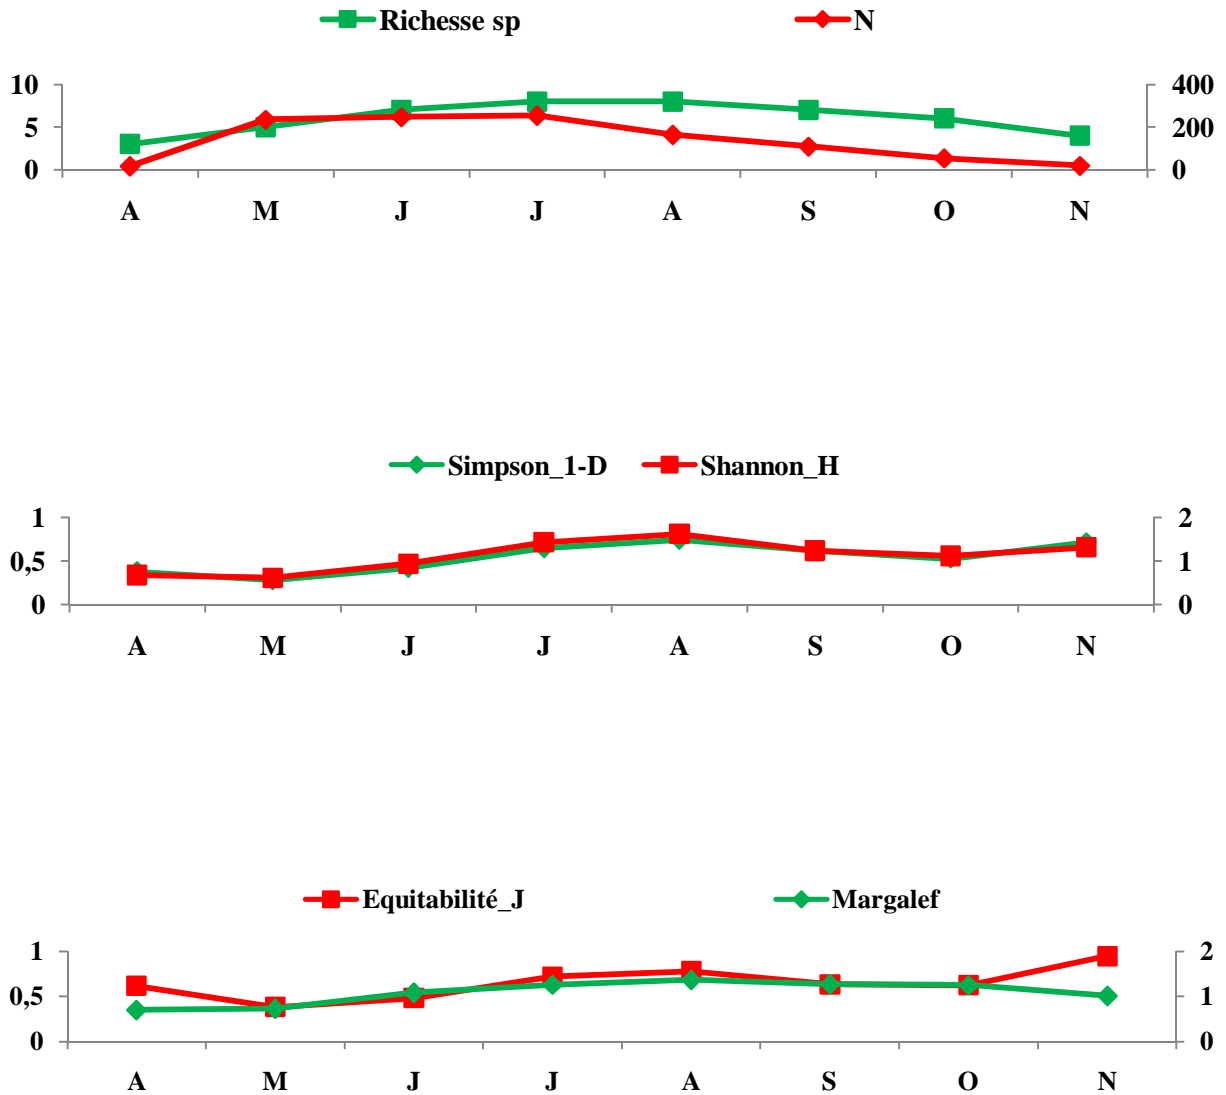 Richesse sp N
10 400
5 200
0 0
A M J J A S O N
Simpson_1-D Shannon_H
1 2
0,5 1
0 0
A M J J A S O N
Equitabilité_J Margalef
1 2
0,5 1
0 0
A M J J A S O N